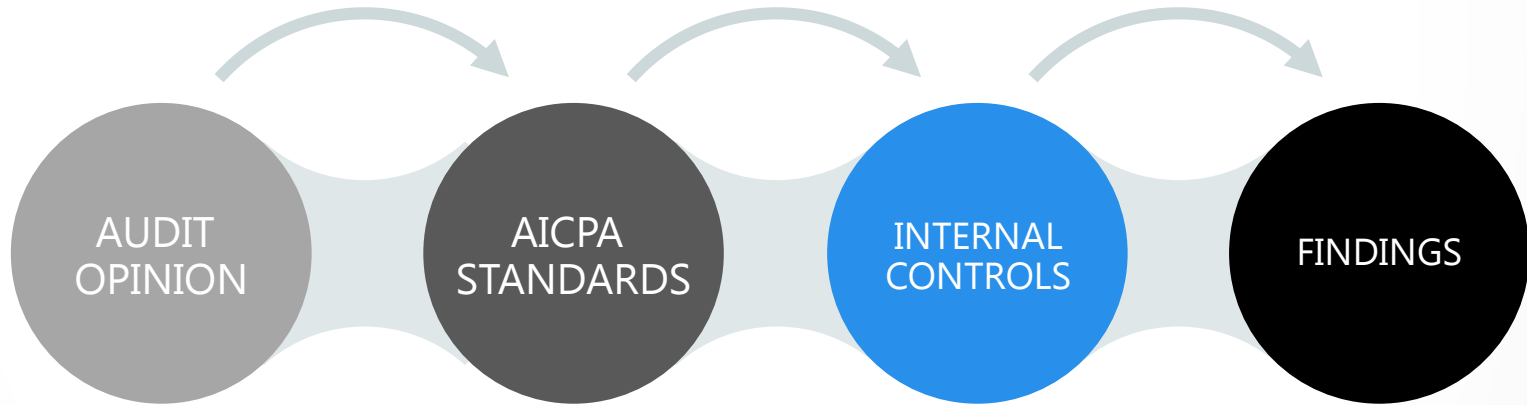 AUDIT
OPINION
AICPA
STANDARDS
INTERNAL
CONTROLS
FINDINGS